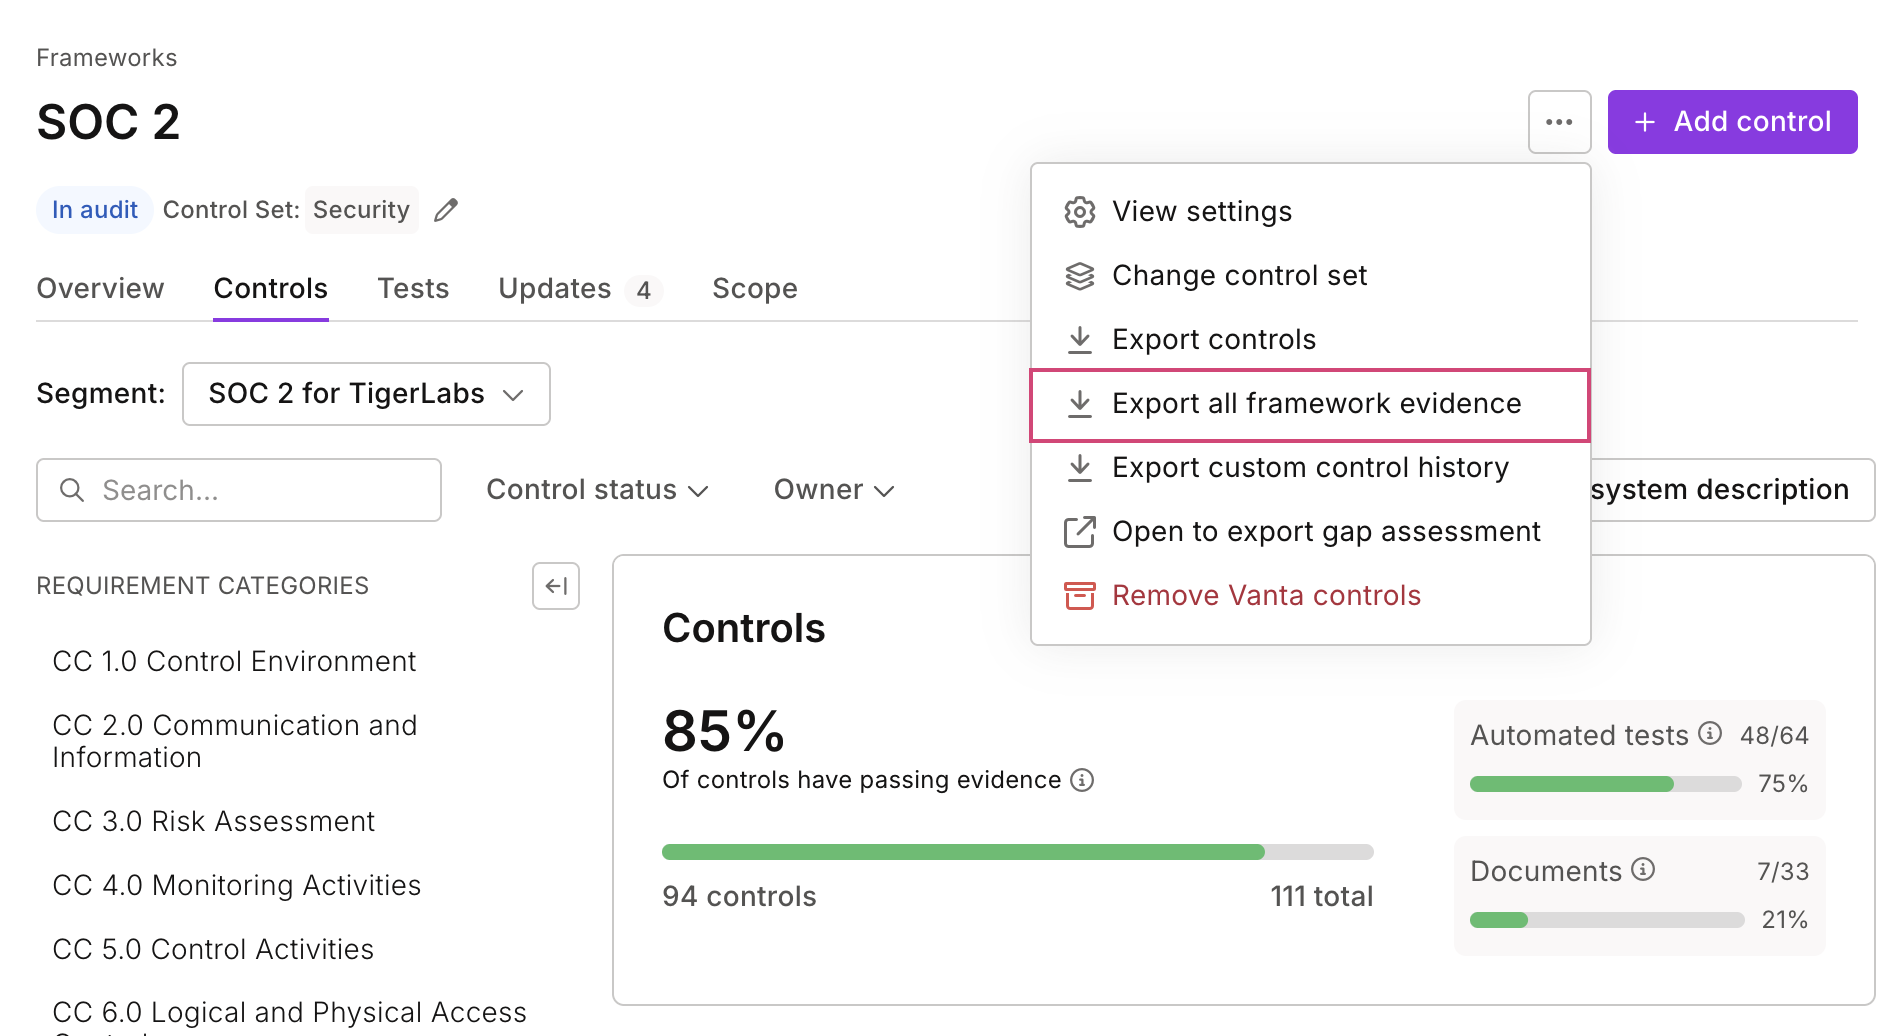 Frameworks
SOC 2
Add control
In audit
Control Set: Security
Overview
Controls
Tests
Updates 4
Scope
View settings
Change control set
Export controls
Export all framework evidence
Export custom control history
Open to export gap assessment
Remove Vanta controls
Segment:
SOC 2 for TigerLabs
Search...
Control status
Owner
system description
REQUIREMENT CATEGORIES
CC 1.0 Control Environment
CC 2.0 Communication and
Information
CC 3.0 Risk Assessment
CC 4.0 Monitoring Activities
CC 5.0 Control Activities
CC 6.0 Logical and Physical Access
Controls
85%
Of controls have passing evidence
94 controls
111 total
Automated tests
48/64
75%
Documents
7/33
21%